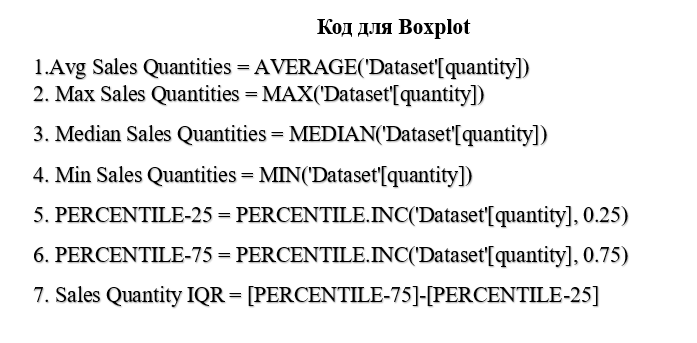 Код для Boxplot
1.Avg Sales Quantities = AVERAGE('Dataset'[quantity])
2. Max Sales Quantities = MAX('Dataset'[quantity])
3. Median Sales Quantities = MEDIAN('Dataset'[quantity])
4. Min Sales Quantities = MIN('Dataset'[quantity])
5. PERCENTILE-25 = PERCENTILE.INC('Dataset'[quantity], 0.25)
6. PERCENTILE-75 = PERCENTILE.INC('Dataset'[quantity], 0.75)
7. Sales Quantity IQR = [PERCENTILE-75]-[PERCENTILE-25]